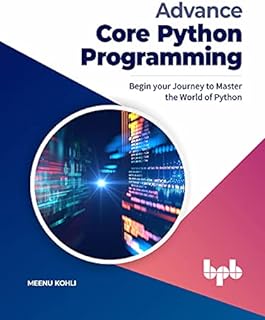 Advance
Core Python
Programming
Begin your Journey to Master
the World of Python
MEENU KOHLI
bpb